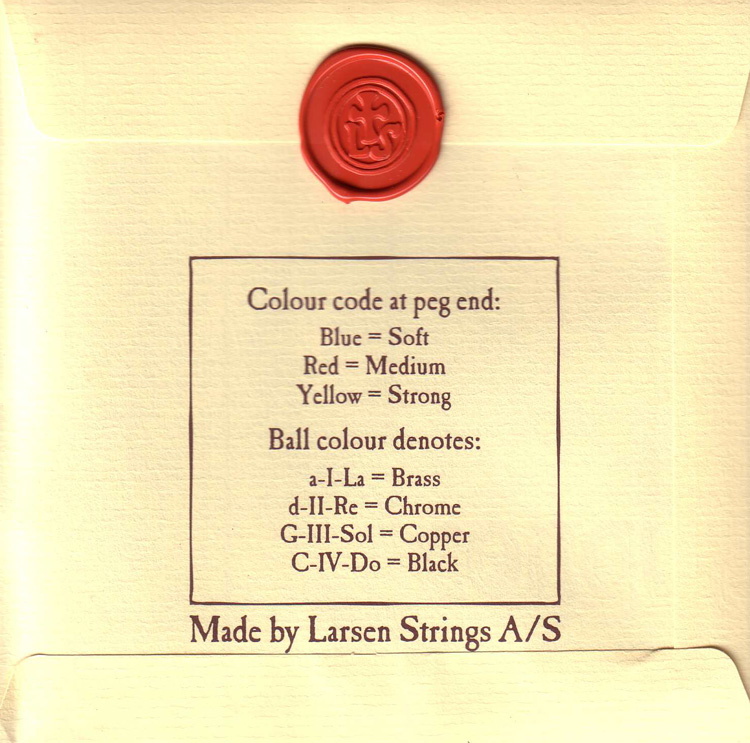 LS
Colour code at peg end:
Blue = Soft
Red = Medium
Yellow = Strong
Ball colour denotes:
a-I-La = Brass
d-II-Re = Chrome
G-III-Sol = Copper
C-IV-Do = Black
Made by Larsen Strings A/S